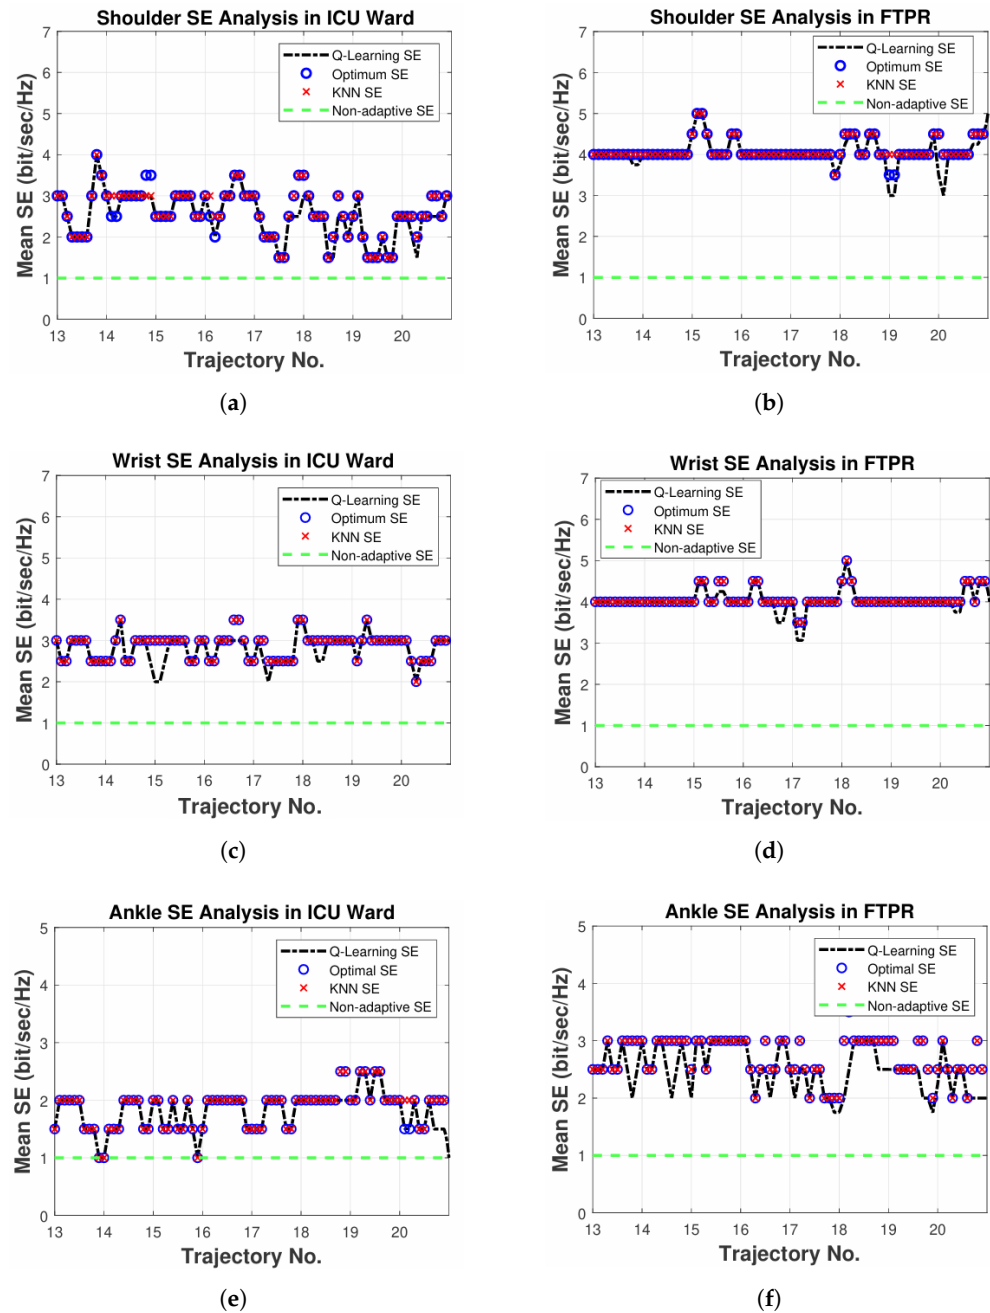 Shoulder SE Analysis in ICU Ward
7
6
5
4
3
2
1
0
Mean SE (bit/sec/Hz)
Q-Learning SE
Optimum SE
KNN SE
Non-adaptive SE
13 14 15 16 17 18 19 20
Trajectory No.
(a)
Shoulder SE Analysis in FTPR
7
6
5
4
3
2
1
0
Mean SE (bit/sec/Hz)
Q-Learning SE
Optimum SE
KNN SE
Non-adaptive SE
13 14 15 16 17 18 19 20
Trajectory No.
(b)
Wrist SE Analysis in ICU Ward
7
6
5
4
3
2
1
0
Mean SE (bit/sec/Hz)
Q-Learning SE
Optimum SE
KNN SE
Non-adaptive SE
13 14 15 16 17 18 19 20
Trajectory No.
(c)
Wrist SE Analysis in FTPR
7
6
5
4
3
2
1
0
Mean SE (bit/sec/Hz)
Q-Learning SE
Optimum SE
KNN SE
Non-adaptive SE
13 14 15 16 17 18 19 20
Trajectory No.
(d)
Ankle SE Analysis in ICU Ward
5
4
3
2
1
0
Mean SE (bit/sec/Hz)
Q-Learning SE
Optimal SE
KNN SE
Non-adaptive SE
13 14 15 16 17 18 19 20
Trajectory No.
(e)
Ankle SE Analysis in FTPR
5
4
3
2
1
0
Mean SE (bit/sec/Hz)
Q-Learning SE
Optimal SE
KNN SE
Non-adaptive SE
13 14 15 16 17 18 19 20
Trajectory No.
(f)